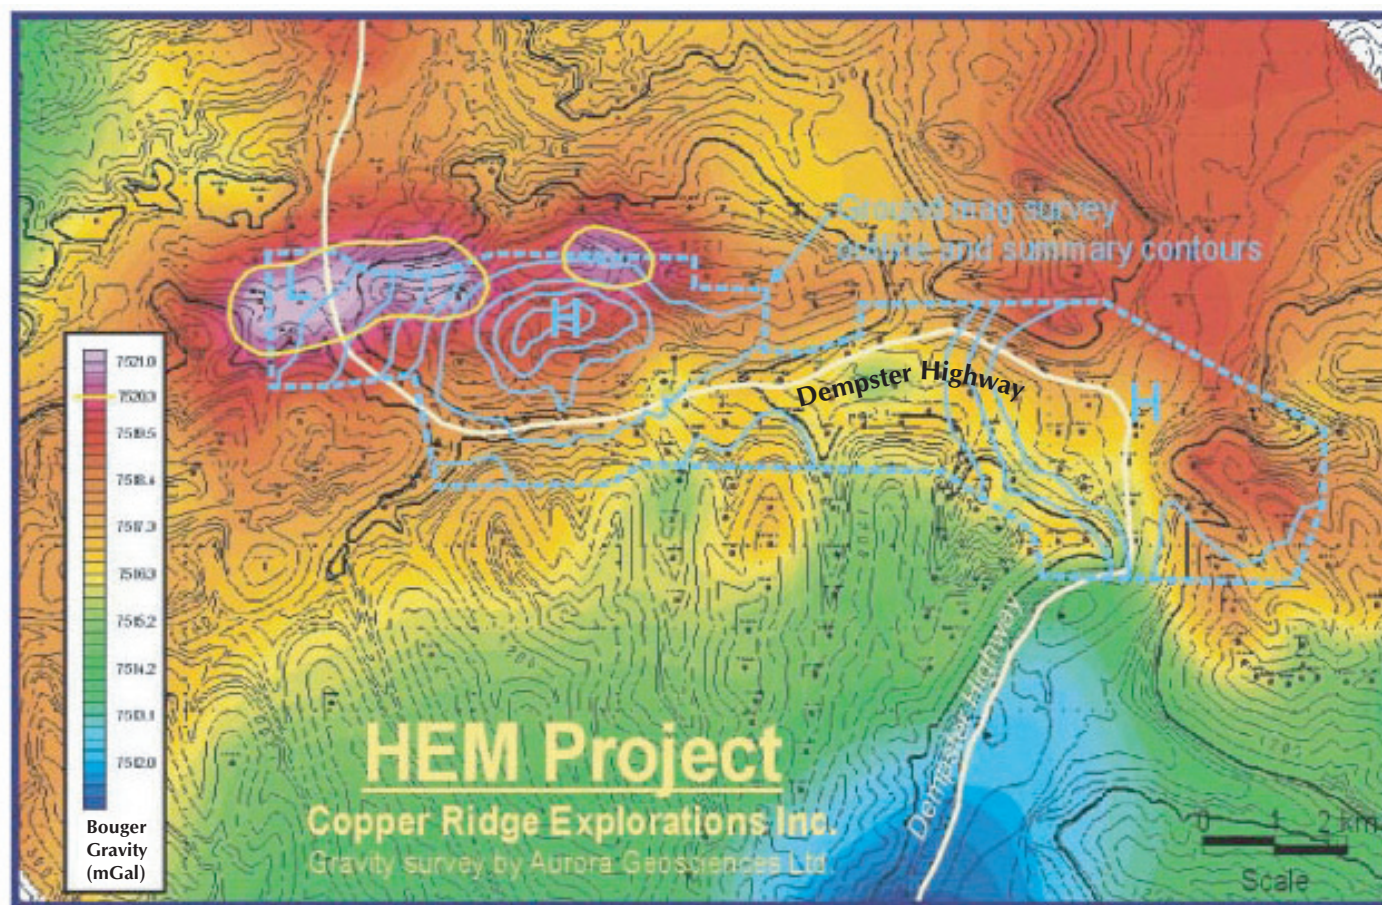 Ground mag survey
outline and summary contours
L
H
Dempster Highway
H
7521.0
7520.3
7519.5
7518.4
7517.3
7516.3
7515.2
7514.2
7513.1
7512.0
Bouger
Gravity
(mGal)
Dempster Highway
HEM Project
Copper Ridge Explorations Inc.
Gravity survey by Aurora Geosciences Ltd.
0 1 2 km
Scale